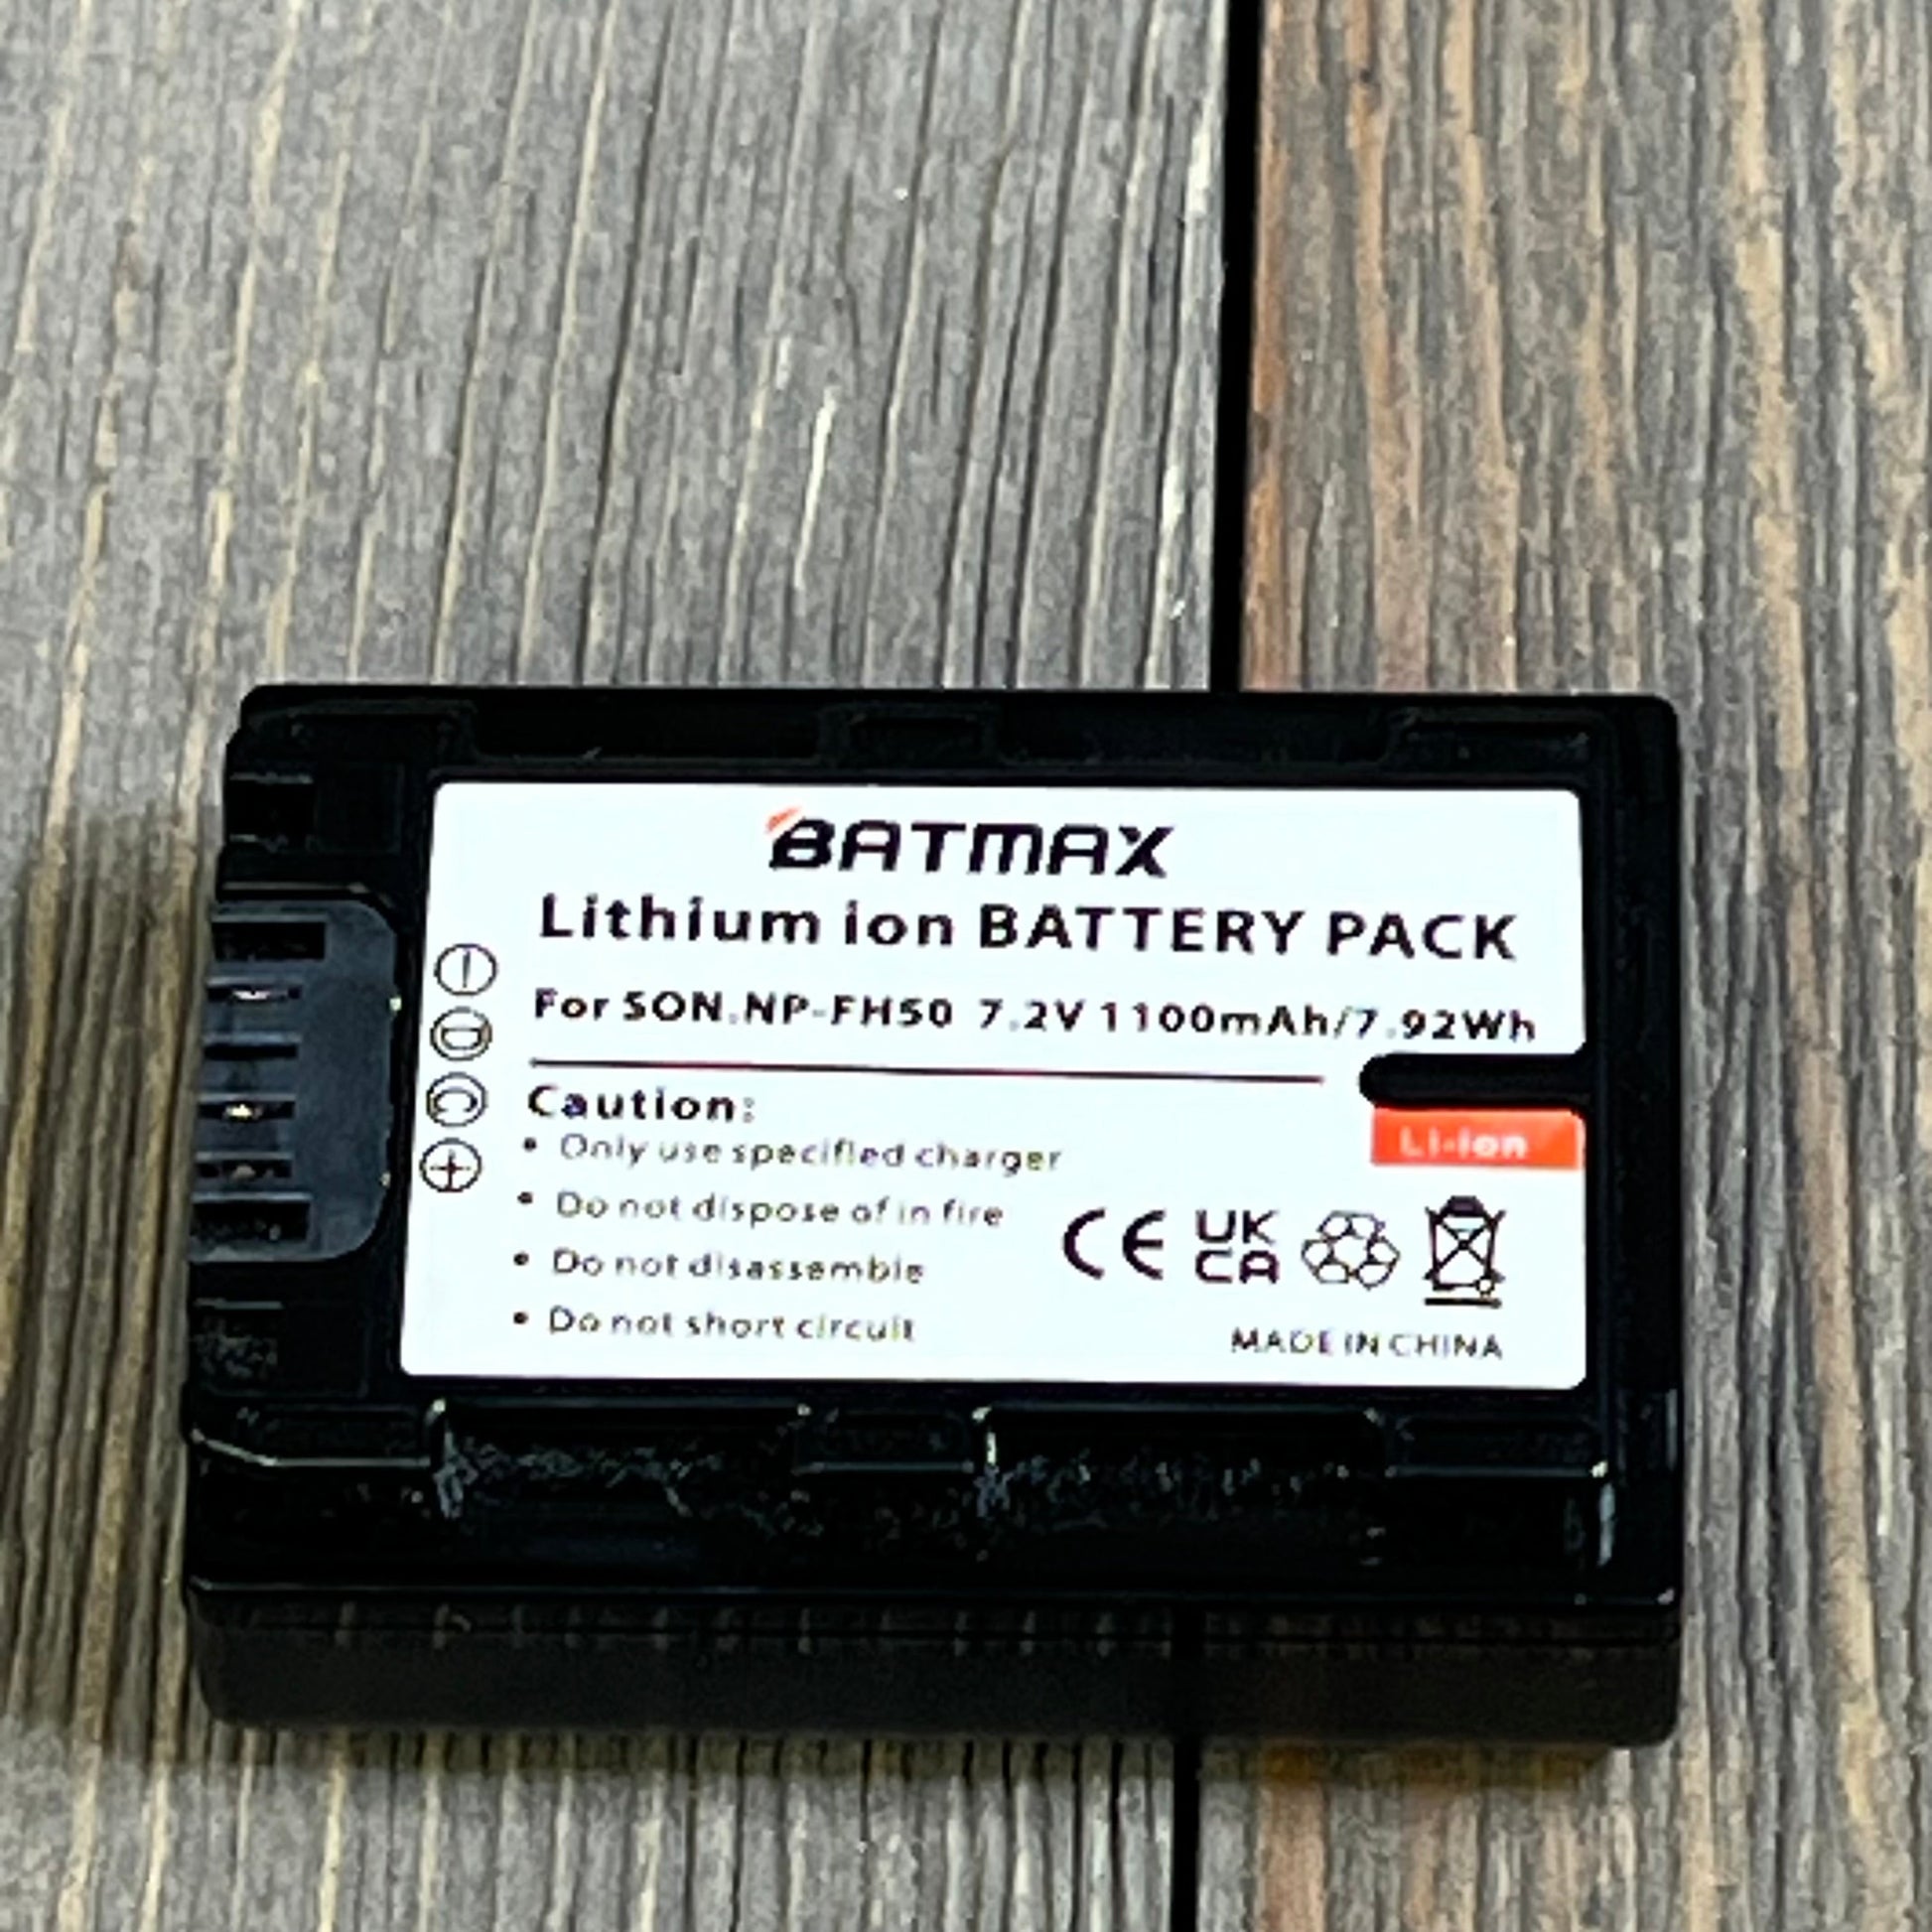 BATMAX
Lithium ion BATTERY PACK
For SON.NP-FH50 7.2V 1100mAh/7.92Wh
Caution:
• Only use specified charger
• Do not dispose of in fire
• Do not disassemble
• Do not short circuit
Li-ion
CE UK CA
MADE IN CHINA